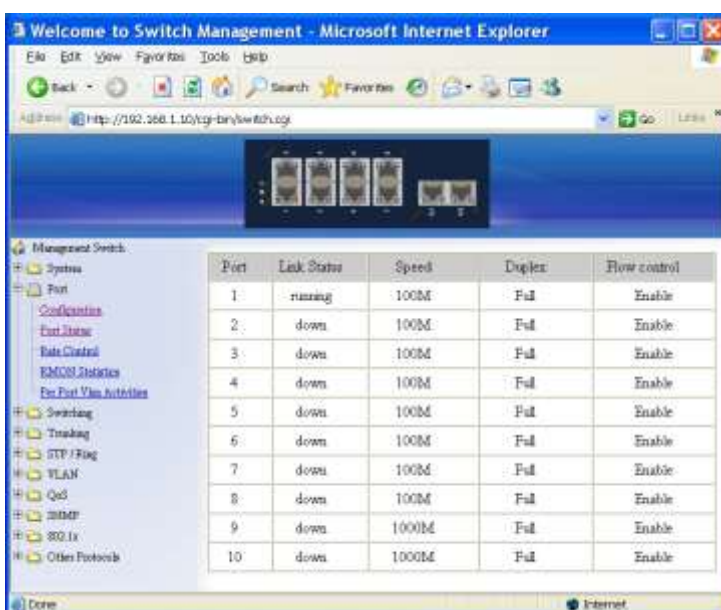 Welcome to Switch Management - Microsoft Internet Explorer
File Edit View Favorites Tools Help
Back Search Favorites
Address http://192.168.1.10/cgi-bin/switch.cgi Go Links
Management Switch
System
Port
Configuration
Port Status
Rate Control
RMON Statistics
Per Port Vlan Activities
Switching
Trunking
STP / Ring
VLAN
QoS
SNMP
802.1x
Other Protocols
Port Link Status Speed Duplex Flow control
1 running 100M Full Enable
2 down 100M Full Enable
3 down 100M Full Enable
4 down 100M Full Enable
5 down 100M Full Enable
6 down 100M Full Enable
7 down 100M Full Enable
8 down 100M Full Enable
9 down 1000M Full Enable
10 down 1000M Full Enable
Done Internet